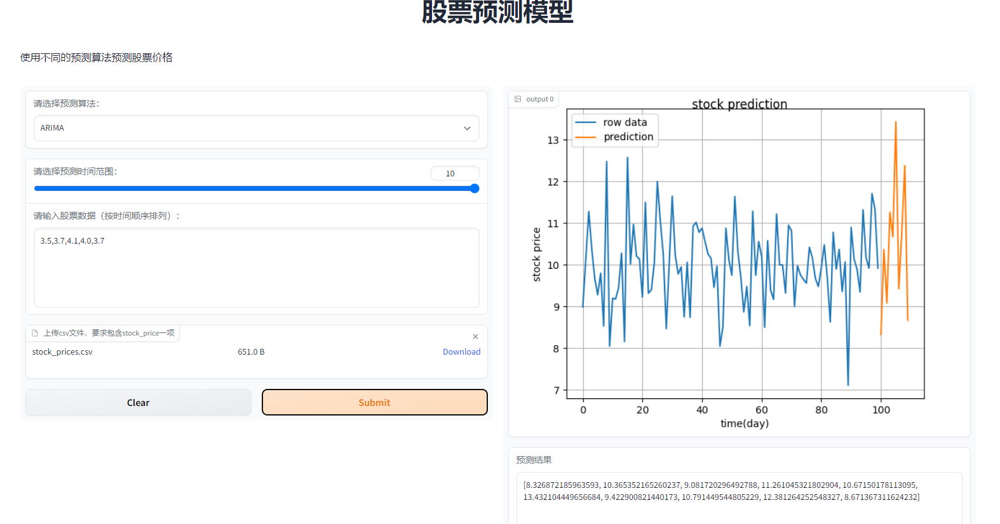 股票预测模型
使用不同的预测算法预测股票价格
请选择预测算法：
ARIMA
请选择预测时间范围：
10
请输入股票数据（按时间顺序排列）：
3.5,3.7,4.1,4.0,3.7
上传csv文件，要求包含stock_price一项
stock_prices.csv 651.0 B Download
Clear Submit
output 0
stock prediction
row data
prediction
13
12
11
10
9
8
7
stock price
0 20 40 60 80 100
time(day)
预测结果
[8.326872185963593, 10.365352165260237, 9.081720296492788, 11.261045321802904, 10.67150178113095,
13.432104449656684, 9.422900821440173, 10.791449544805229, 12.381264252548327, 8.671367311624232]